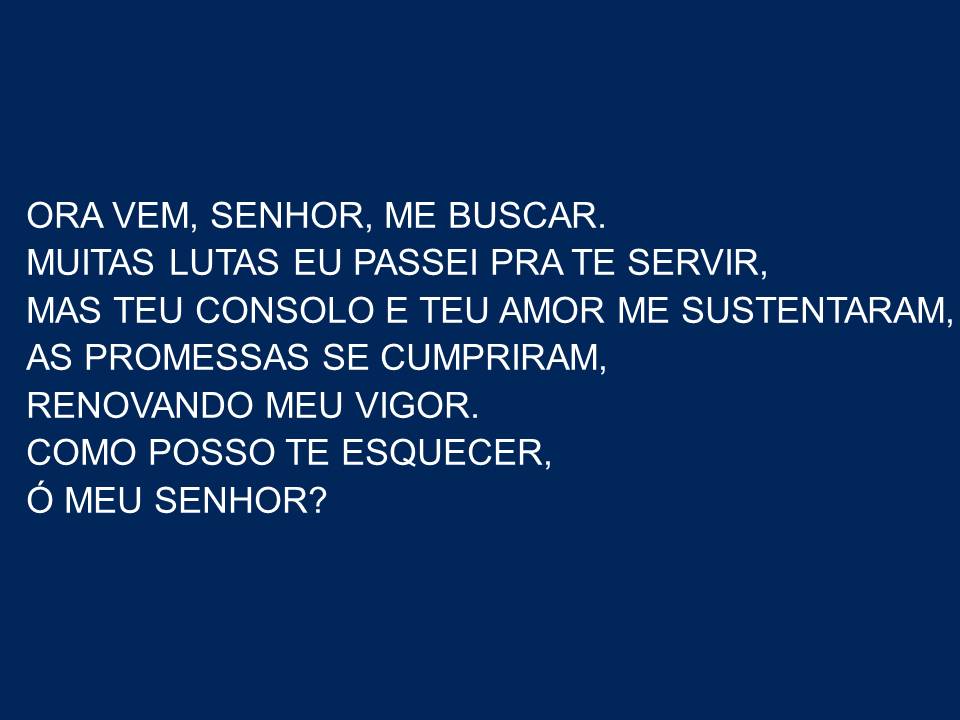 ORA VEM, SENHOR, ME BUSCAR.
MUITAS LUTAS EU PASSEI PRA TE SERVIR,
MAS TEU CONSOLO E TEU AMOR ME SUSTENTARAM,
AS PROMESSAS SE CUMPRIRAM,
RENOVANDO MEU VIGOR.
COMO POSSO TE ESQUECER,
Ó MEU SENHOR?